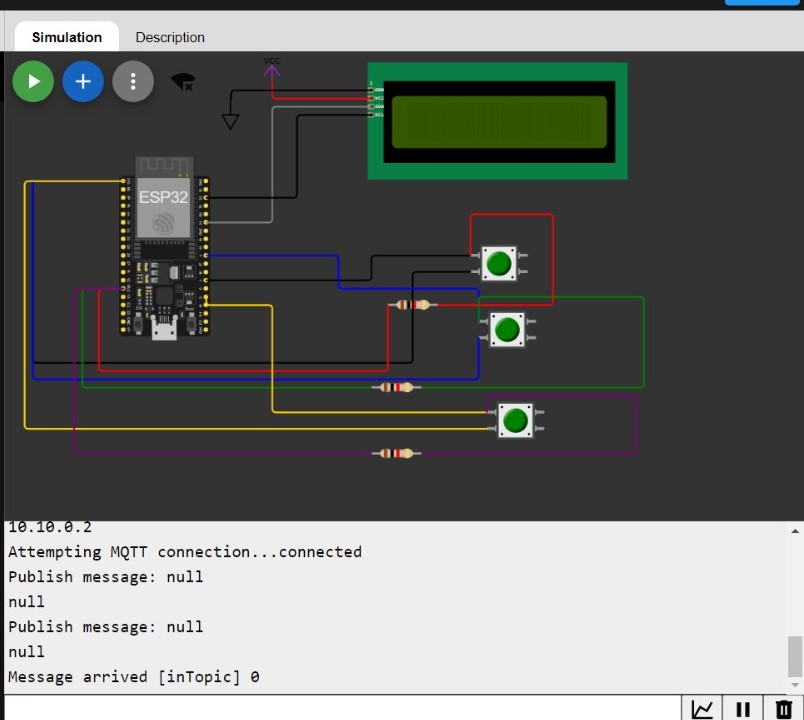 Simulation
Description
VCC
1
GND
VCC
SDA
SCL
ESP32
10.10.0.2
Attempting MQTT connection...connected
Publish message: null
null
Publish message: null
null
Message arrived [inTopic] 0